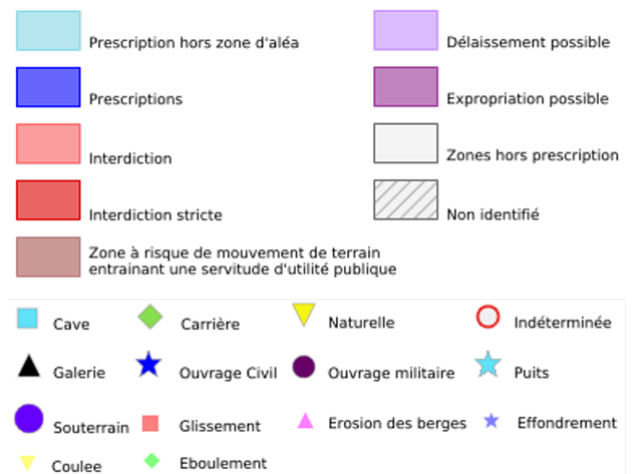 Prescription hors zone d'aléa
Délaissement possible
Prescriptions
Expropriation possible
Interdiction
Zones hors prescription
Interdiction stricte
Non identifié
Zone à risque de mouvement de terrain
entrainant une servitude d'utilité publique
Cave
Carrière
Naturelle
Indéterminée
Galerie
Ouvrage Civil
Ouvrage militaire
Puits
Souterrain
Glissement
Erosion des berges
Effondrement
Coulee
Eboulement